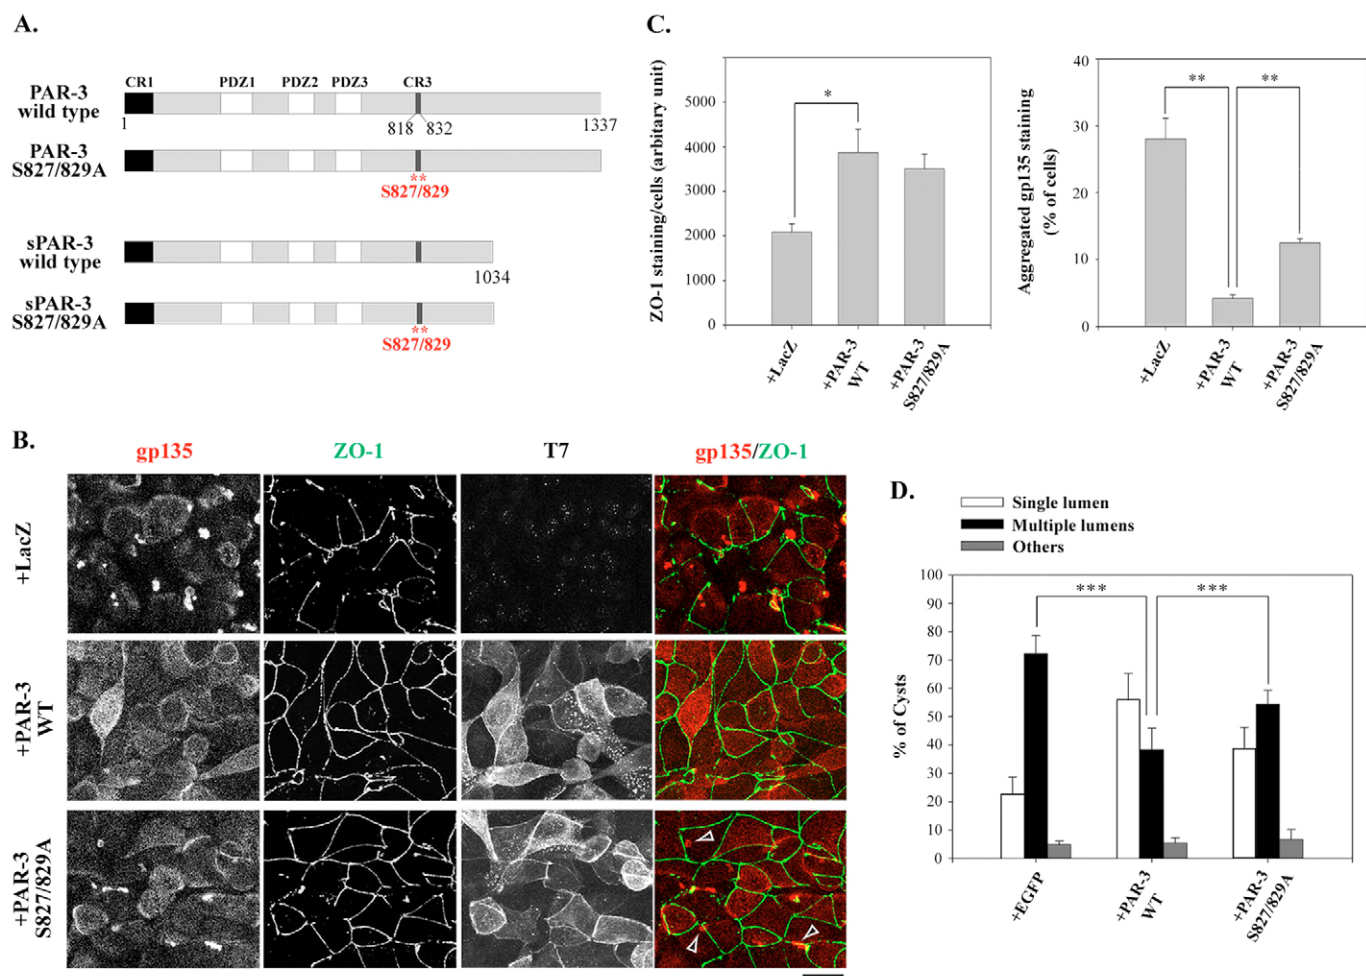 A.
CR1 PDZ1 PDZ2 PDZ3 CR3
PAR-3
wild type
1 818 832 1337
PAR-3
S827/829A
**
S827/829
sPAR-3
wild type
1034
sPAR-3
S827/829A
**
S827/829
B.
gp135 ZO-1 T7 gp135/ZO-1
+LacZ
+PAR-3
WT
+PAR-3
S827/829A
C.
ZO-1 staining/cells (arbitary unit)
5000
4000
3000
2000
1000
0
*
+LacZ
+PAR-3
WT
+PAR-3
S827/829A
Aggregated gp135 staining
(% of cells)
40
30
20
10
0
** **
+LacZ
+PAR-3
WT
+PAR-3
S827/829A
D.
Single lumen
Multiple lumens
Others
% of Cysts
100
90
80
70
60
50
40
30
20
10
0
*** ***
+EGFP
+PAR-3
WT
+PAR-3
S827/829A